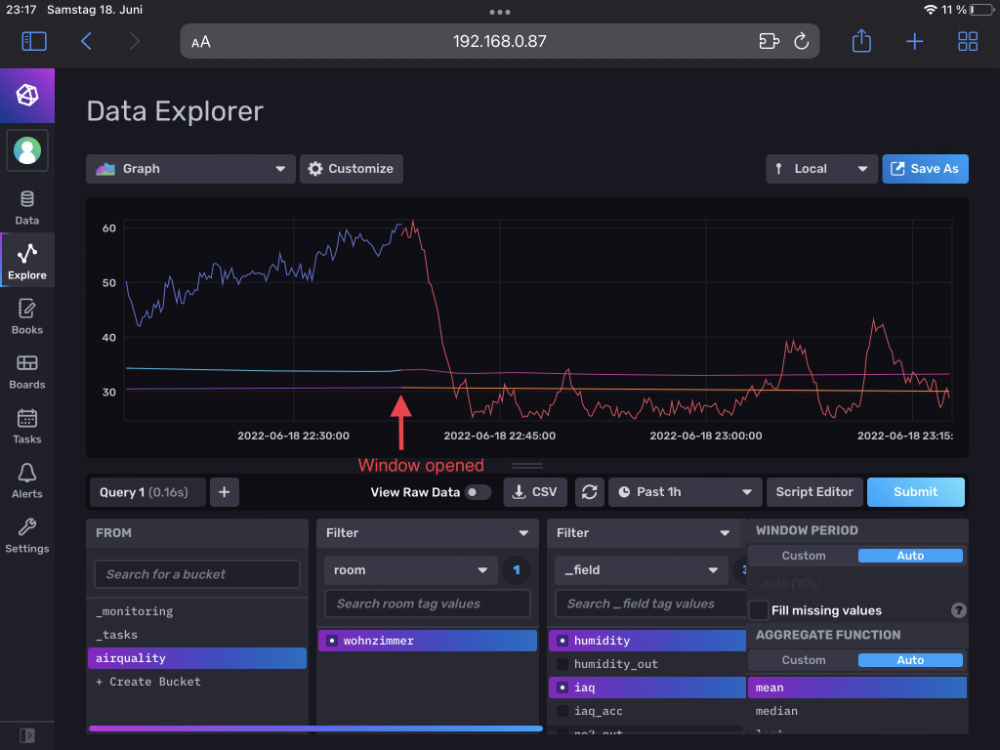 23:17 Samstag 18. Juni
11 %
AA
192.168.0.87
Data Explorer
Graph
Customize
Local
Save As
Data
Explore
Books
Boards
Tasks
Alerts
Settings
60
50
40
30
2022-06-18 22:30:00
2022-06-18 22:45:00
2022-06-18 23:00:00
2022-06-18 23:15:
Window opened
Query 1 (0.16s)
+
View Raw Data
CSV
Past 1h
Script Editor
Submit
FROM
Search for a bucket
_monitoring
_tasks
airquality
+ Create Bucket
Filter
room
1
Search room tag values
wohnzimmer
Filter
_field
Search _field tag values
humidity
humidity_out
iaq
iaq_acc
WINDOW PERIOD
Custom
Auto
auto (10s)
Fill missing values
?
AGGREGATE FUNCTION
Custom
Auto
mean
median